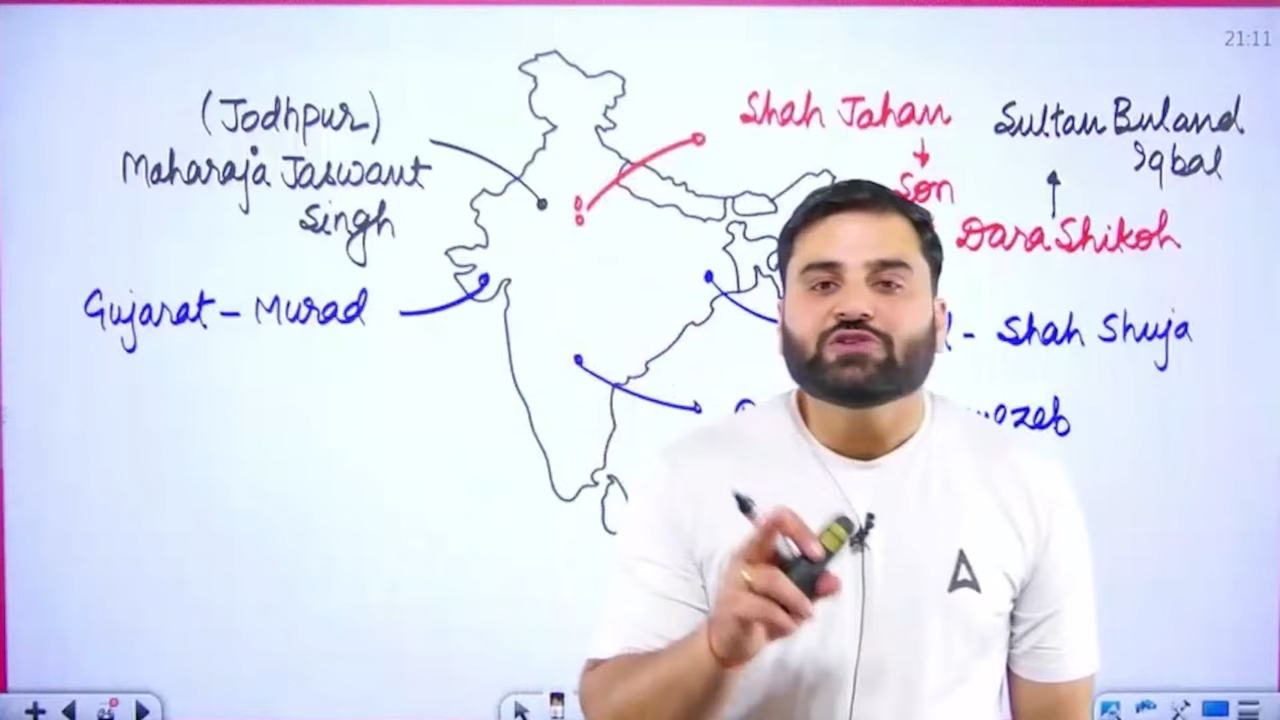 21:11
(Jodhpur)
Maharaja Jaswant
Singh
Gujarat - Murad
Shah Jahan
Son
Dara Shikoh
Sultan Buland
Iqbal
- Shah Shuja